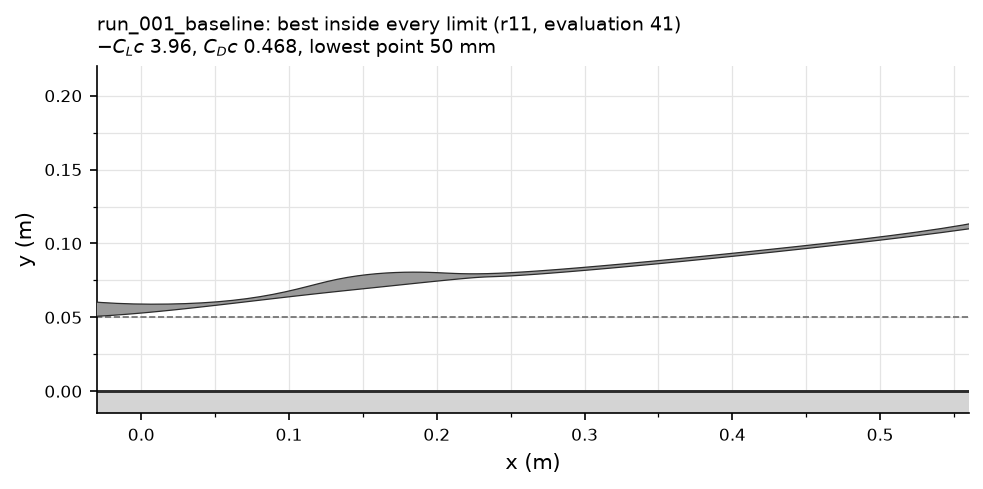 run_001_baseline: best inside every limit (r11, evaluation 41)
−C_Lc 3.96, C_Dc 0.468, lowest point 50 mm
y (m)
0.20
0.15
0.10
0.05
0.00
0.0 0.1 0.2 0.3 0.4 0.5
x (m)